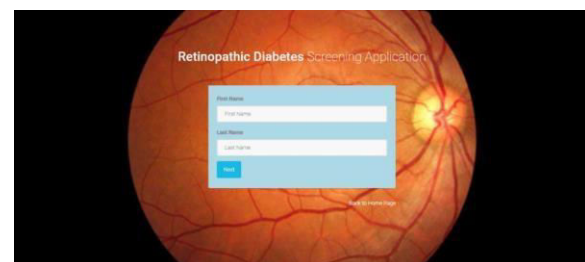 Retinopathic Diabetes Screening Application
First Name
First Name
Last Name
Last Name
Next
Back to Home Page